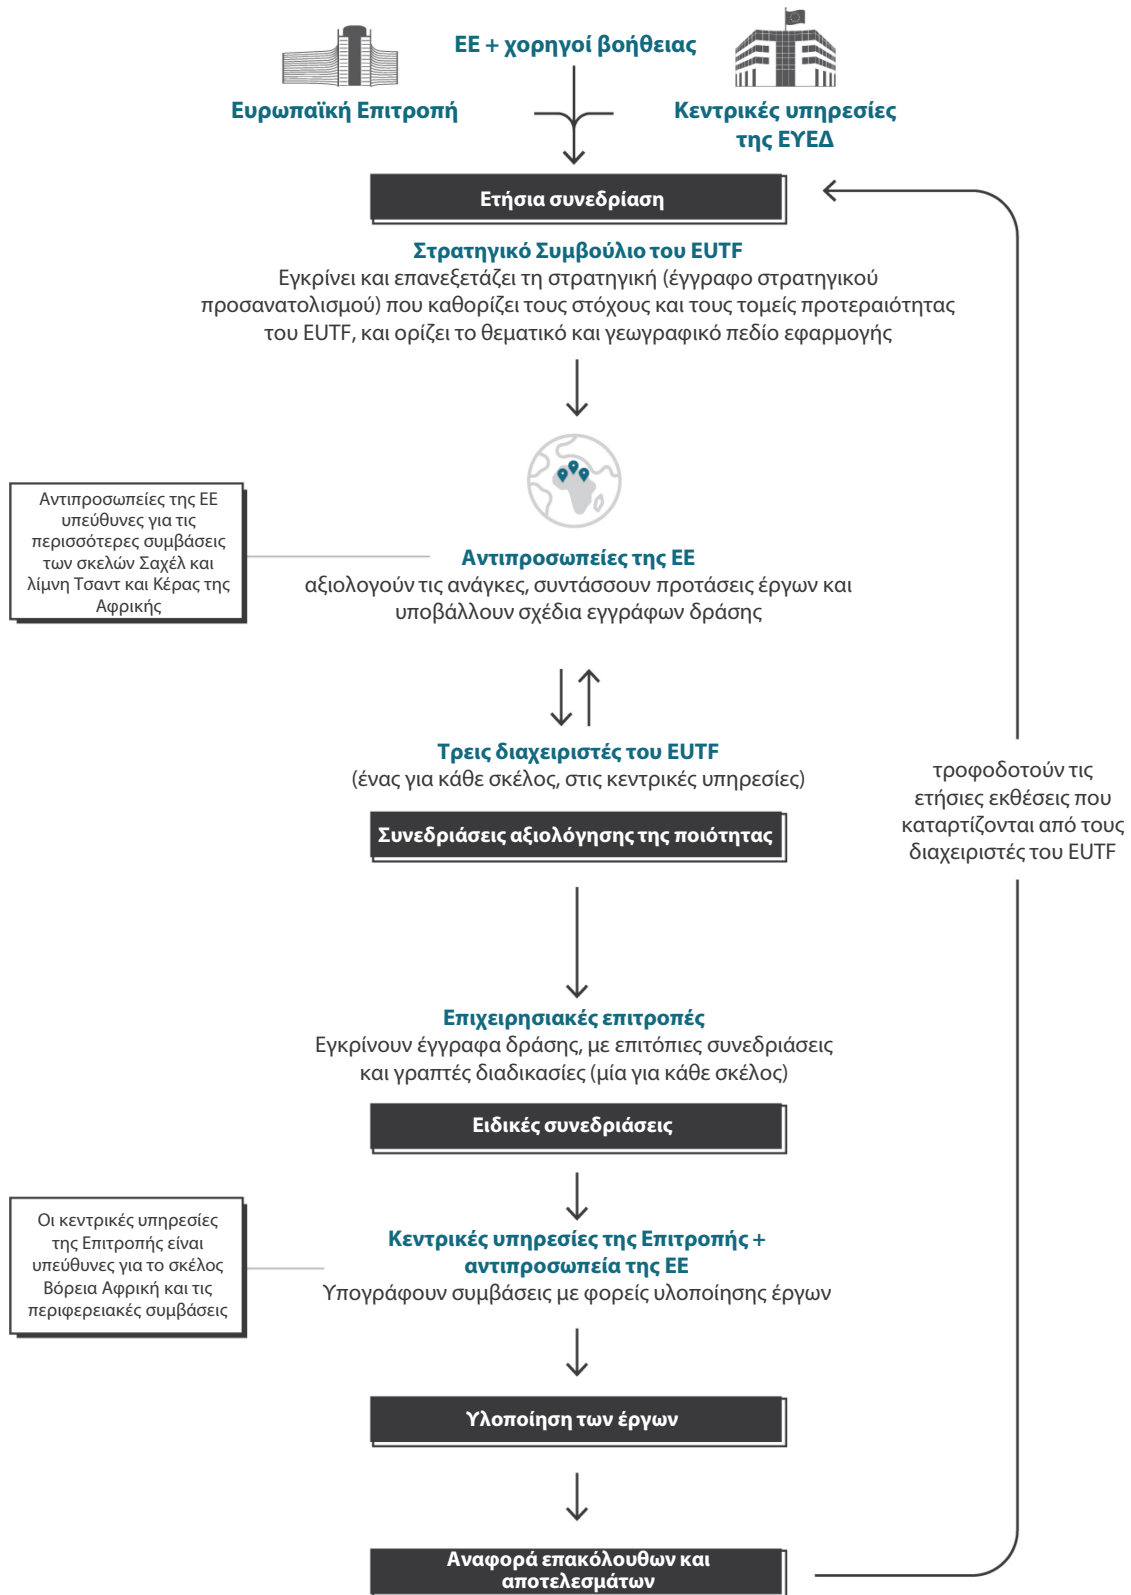 ΕΕ + χορηγοί βοήθειας
Ευρωπαϊκή Επιτροπή
Κεντρικές υπηρεσίες
της ΕΥΕΔ
Ετήσια συνεδρίαση
Στρατηγικό Συμβούλιο του EUTF
Εγκρίνει και επανεξετάζει τη στρατηγική (έγγραφο στρατηγικού
προσανατολισμού) που καθορίζει τους στόχους και τους τομείς προτεραιότητας
του EUTF, και ορίζει το θεματικό και γεωγραφικό πεδίο εφαρμογής
Αντιπροσωπείες της ΕΕ
υπεύθυνες για τις
περισσότερες συμβάσεις
των σκελών Σαχέλ και
λίμνη Τσαντ και Κέρας της
Αφρικής
Αντιπροσωπείες της ΕΕ
αξιολογούν τις ανάγκες, συντάσσουν προτάσεις έργων και
υποβάλλουν σχέδια εγγράφων δράσης
Τρεις διαχειριστές του EUTF
(ένας για κάθε σκέλος, στις κεντρικές υπηρεσίες)
Συνεδριάσεις αξιολόγησης της ποιότητας
τροφοδοτούν τις
ετήσιες εκθέσεις που
καταρτίζονται από τους
διαχειριστές του EUTF
Επιχειρησιακές επιτροπές
Εγκρίνουν έγγραφα δράσης, με επιτόπιες συνεδριάσεις
και γραπτές διαδικασίες (μία για κάθε σκέλος)
Ειδικές συνεδριάσεις
Οι κεντρικές υπηρεσίες
της Επιτροπής είναι
υπεύθυνες για το σκέλος
Βόρεια Αφρική και τις
περιφερειακές συμβάσεις
Κεντρικές υπηρεσίες της Επιτροπής +
αντιπροσωπεία της ΕΕ
Υπογράφουν συμβάσεις με φορείς υλοποίησης έργων
Υλοποίηση των έργων
Αναφορά επακόλουθων και
αποτελεσμάτων